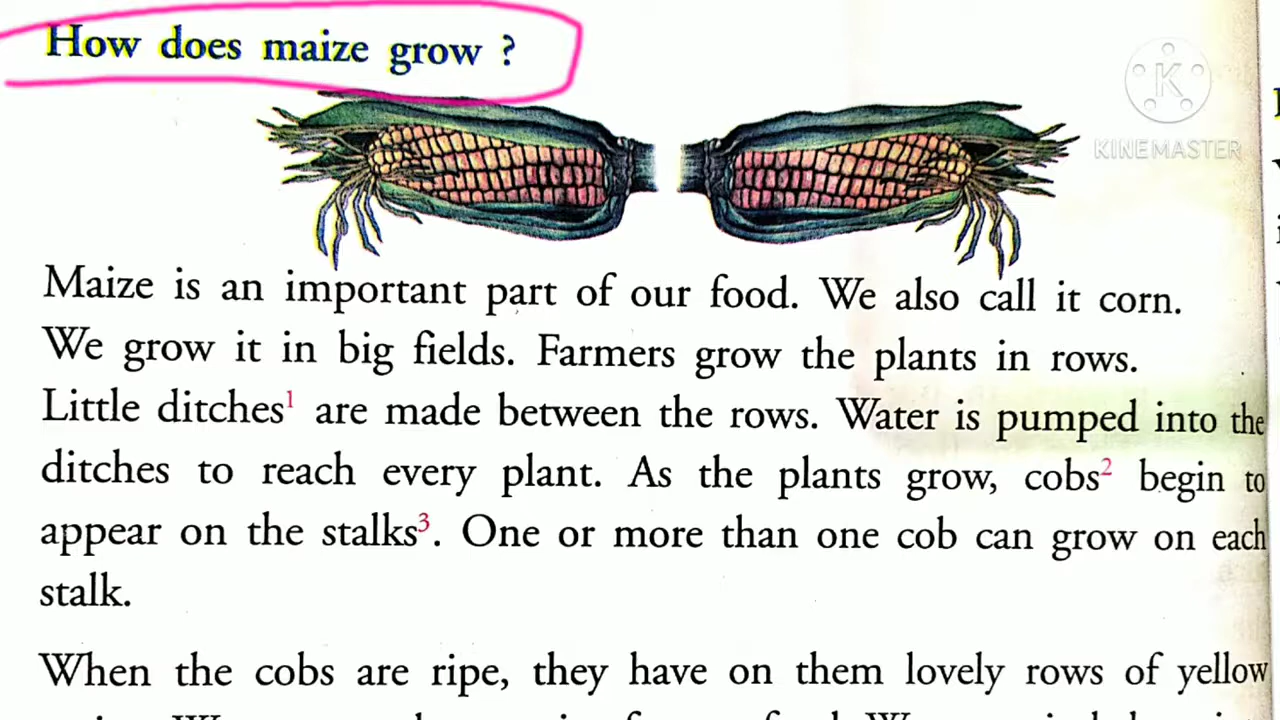 How does maize grow ?
KINEMASTER
Maize is an important part of our food. We also call it corn.
We grow it in big fields. Farmers grow the plants in rows.
Little ditches¹ are made between the rows. Water is pumped into the
ditches to reach every plant. As the plants grow, cobs² begin to
appear on the stalks³. One or more than one cob can grow on each
stalk.
When the cobs are ripe, they have on them lovely rows of yellow